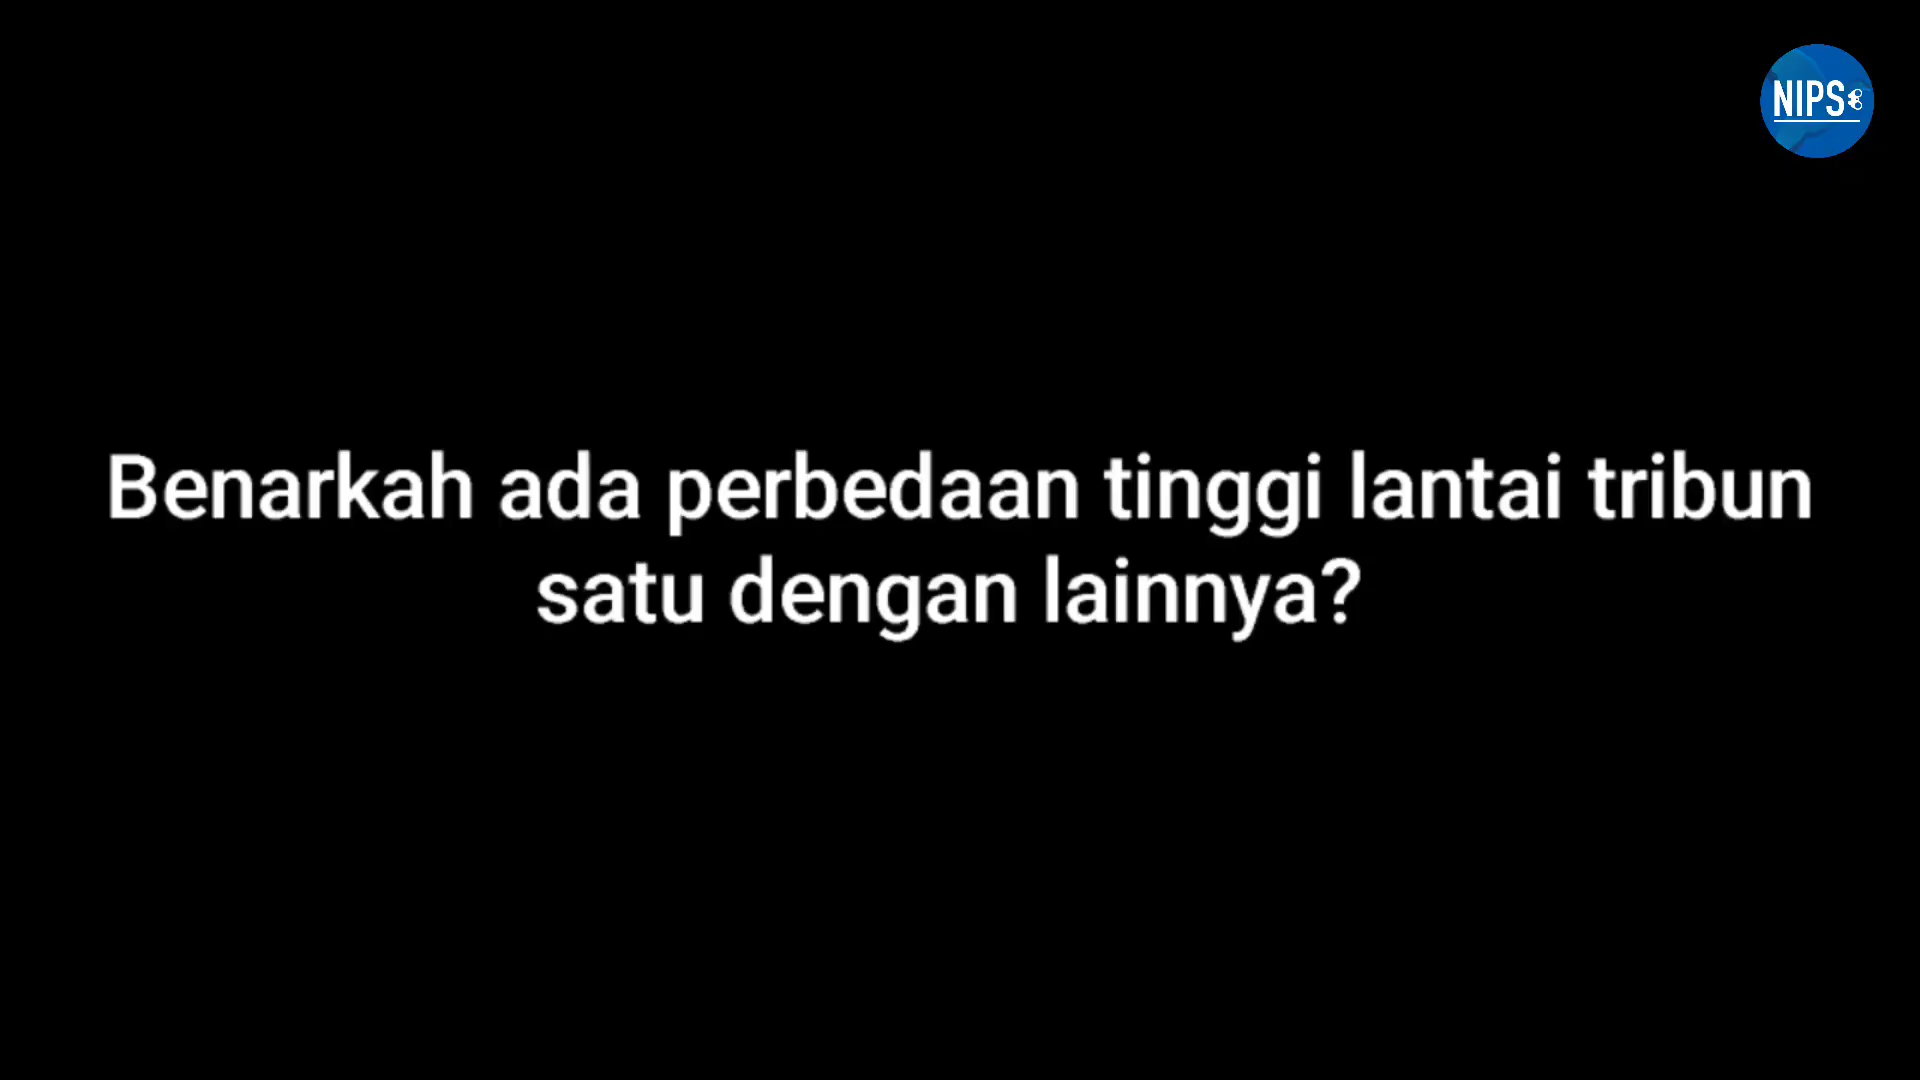 NIPS
Benarkah ada perbedaan tinggi lantai tribun
satu dengan lainnya?